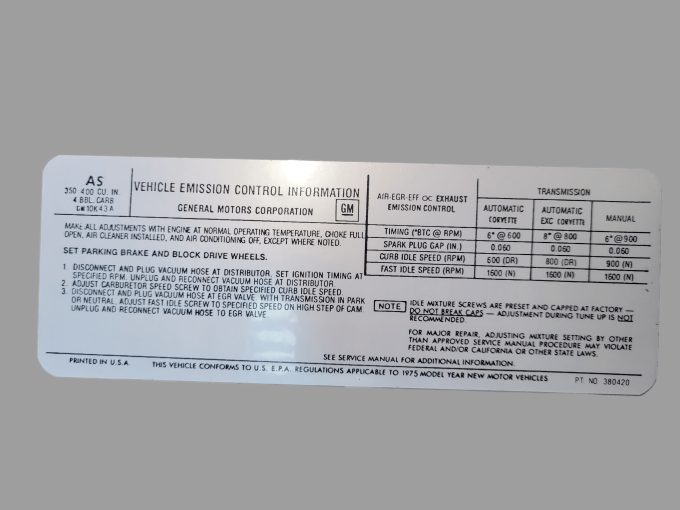 AS
350 400 CU. IN.
4 BBL. CARB
GM 10K43A
VEHICLE EMISSION CONTROL INFORMATION
GENERAL MOTORS CORPORATION GM
MAKE ALL ADJUSTMENTS WITH ENGINE AT NORMAL OPERATING TEMPERATURE, CHOKE FULL
OPEN, AIR CLEANER INSTALLED, AND AIR CONDITIONING OFF, EXCEPT WHERE NOTED.
SET PARKING BRAKE AND BLOCK DRIVE WHEELS.
1. DISCONNECT AND PLUG VACUUM HOSE AT DISTRIBUTOR. SET IGNITION TIMING AT
SPECIFIED RPM. UNPLUG AND RECONNECT VACUUM HOSE AT DISTRIBUTOR.
2. ADJUST CARBURETOR SPEED SCREW TO OBTAIN SPECIFIED CURB IDLE SPEED.
3. DISCONNECT AND PLUG VACUUM HOSE AT EGR VALVE. WITH TRANSMISSION IN PARK
OR NEUTRAL, ADJUST FAST IDLE SCREW TO SPECIFIED SPEED ON HIGH STEP OF CAM
UNPLUG AND RECONNECT VACUUM HOSE TO EGR VALVE
AIR-EGR-EFF OC EXHAUST
EMISSION CONTROL
TRANSMISSION
AUTOMATIC CORVETTE AUTOMATIC EXC CORVETTE MANUAL
TIMING (°BTC @ RPM) 6° @ 600 8° @ 800 6° @ 900
SPARK PLUG GAP (IN.) 0.060 0.060 0.060
CURB IDLE SPEED (RPM) 600 (DR) 800 (DR) 900 (N)
FAST IDLE SPEED (RPM) 1600 (N) 1600 (N) 1600 (N)
NOTE IDLE MIXTURE SCREWS ARE PRESET AND CAPPED AT FACTORY —
DO NOT BREAK CAPS — ADJUSTMENT DURING TUNE UP IS NOT
RECOMMENDED.
FOR MAJOR REPAIR, ADJUSTING MIXTURE SETTING BY OTHER
THAN APPROVED SERVICE MANUAL PROCEDURE MAY VIOLATE
FEDERAL AND/OR CALIFORNIA OR OTHER STATE LAWS.
SEE SERVICE MANUAL FOR ADDITIONAL INFORMATION.
PRINTED IN U.S.A. THIS VEHICLE CONFORMS TO U.S. E.P.A. REGULATIONS APPLICABLE TO 1975 MODEL YEAR NEW MOTOR VEHICLES PT NO 380420